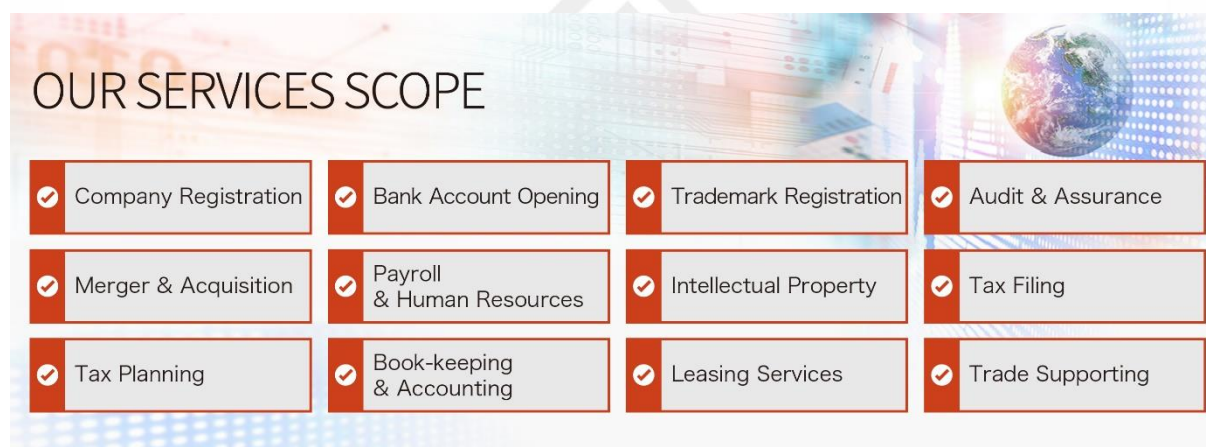 OUR SERVICES SCOPE
Company Registration
Bank Account Opening
Trademark Registration
Audit & Assurance
Merger & Acquisition
Payroll
& Human Resources
Intellectual Property
Tax Filing
Tax Planning
Book-keeping
& Accounting
Leasing Services
Trade Supporting